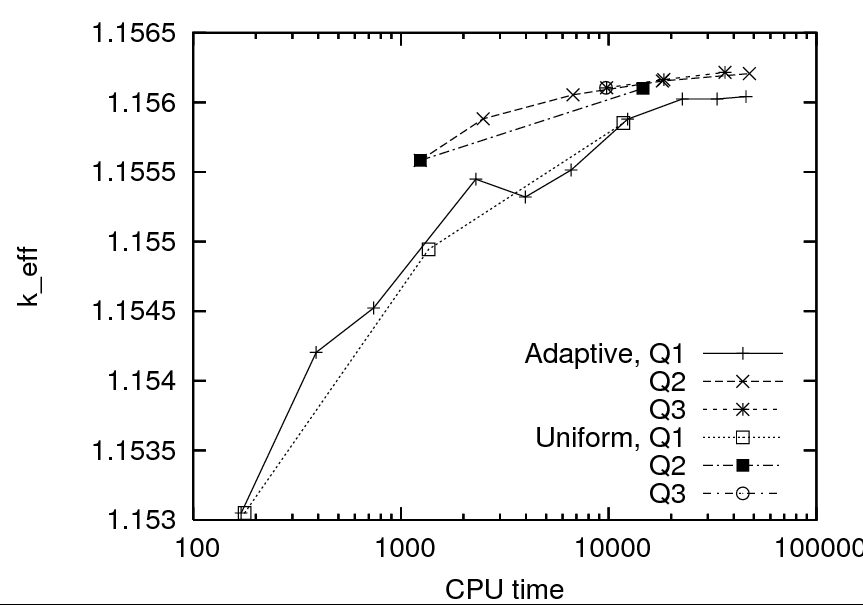 1.1565
1.156
1.1555
1.155
1.1545
1.154
1.1535
1.153
k_eff
100
1000
10000
100000
CPU time
Adaptive, Q1
Q2
Q3
Uniform, Q1
Q2
Q3